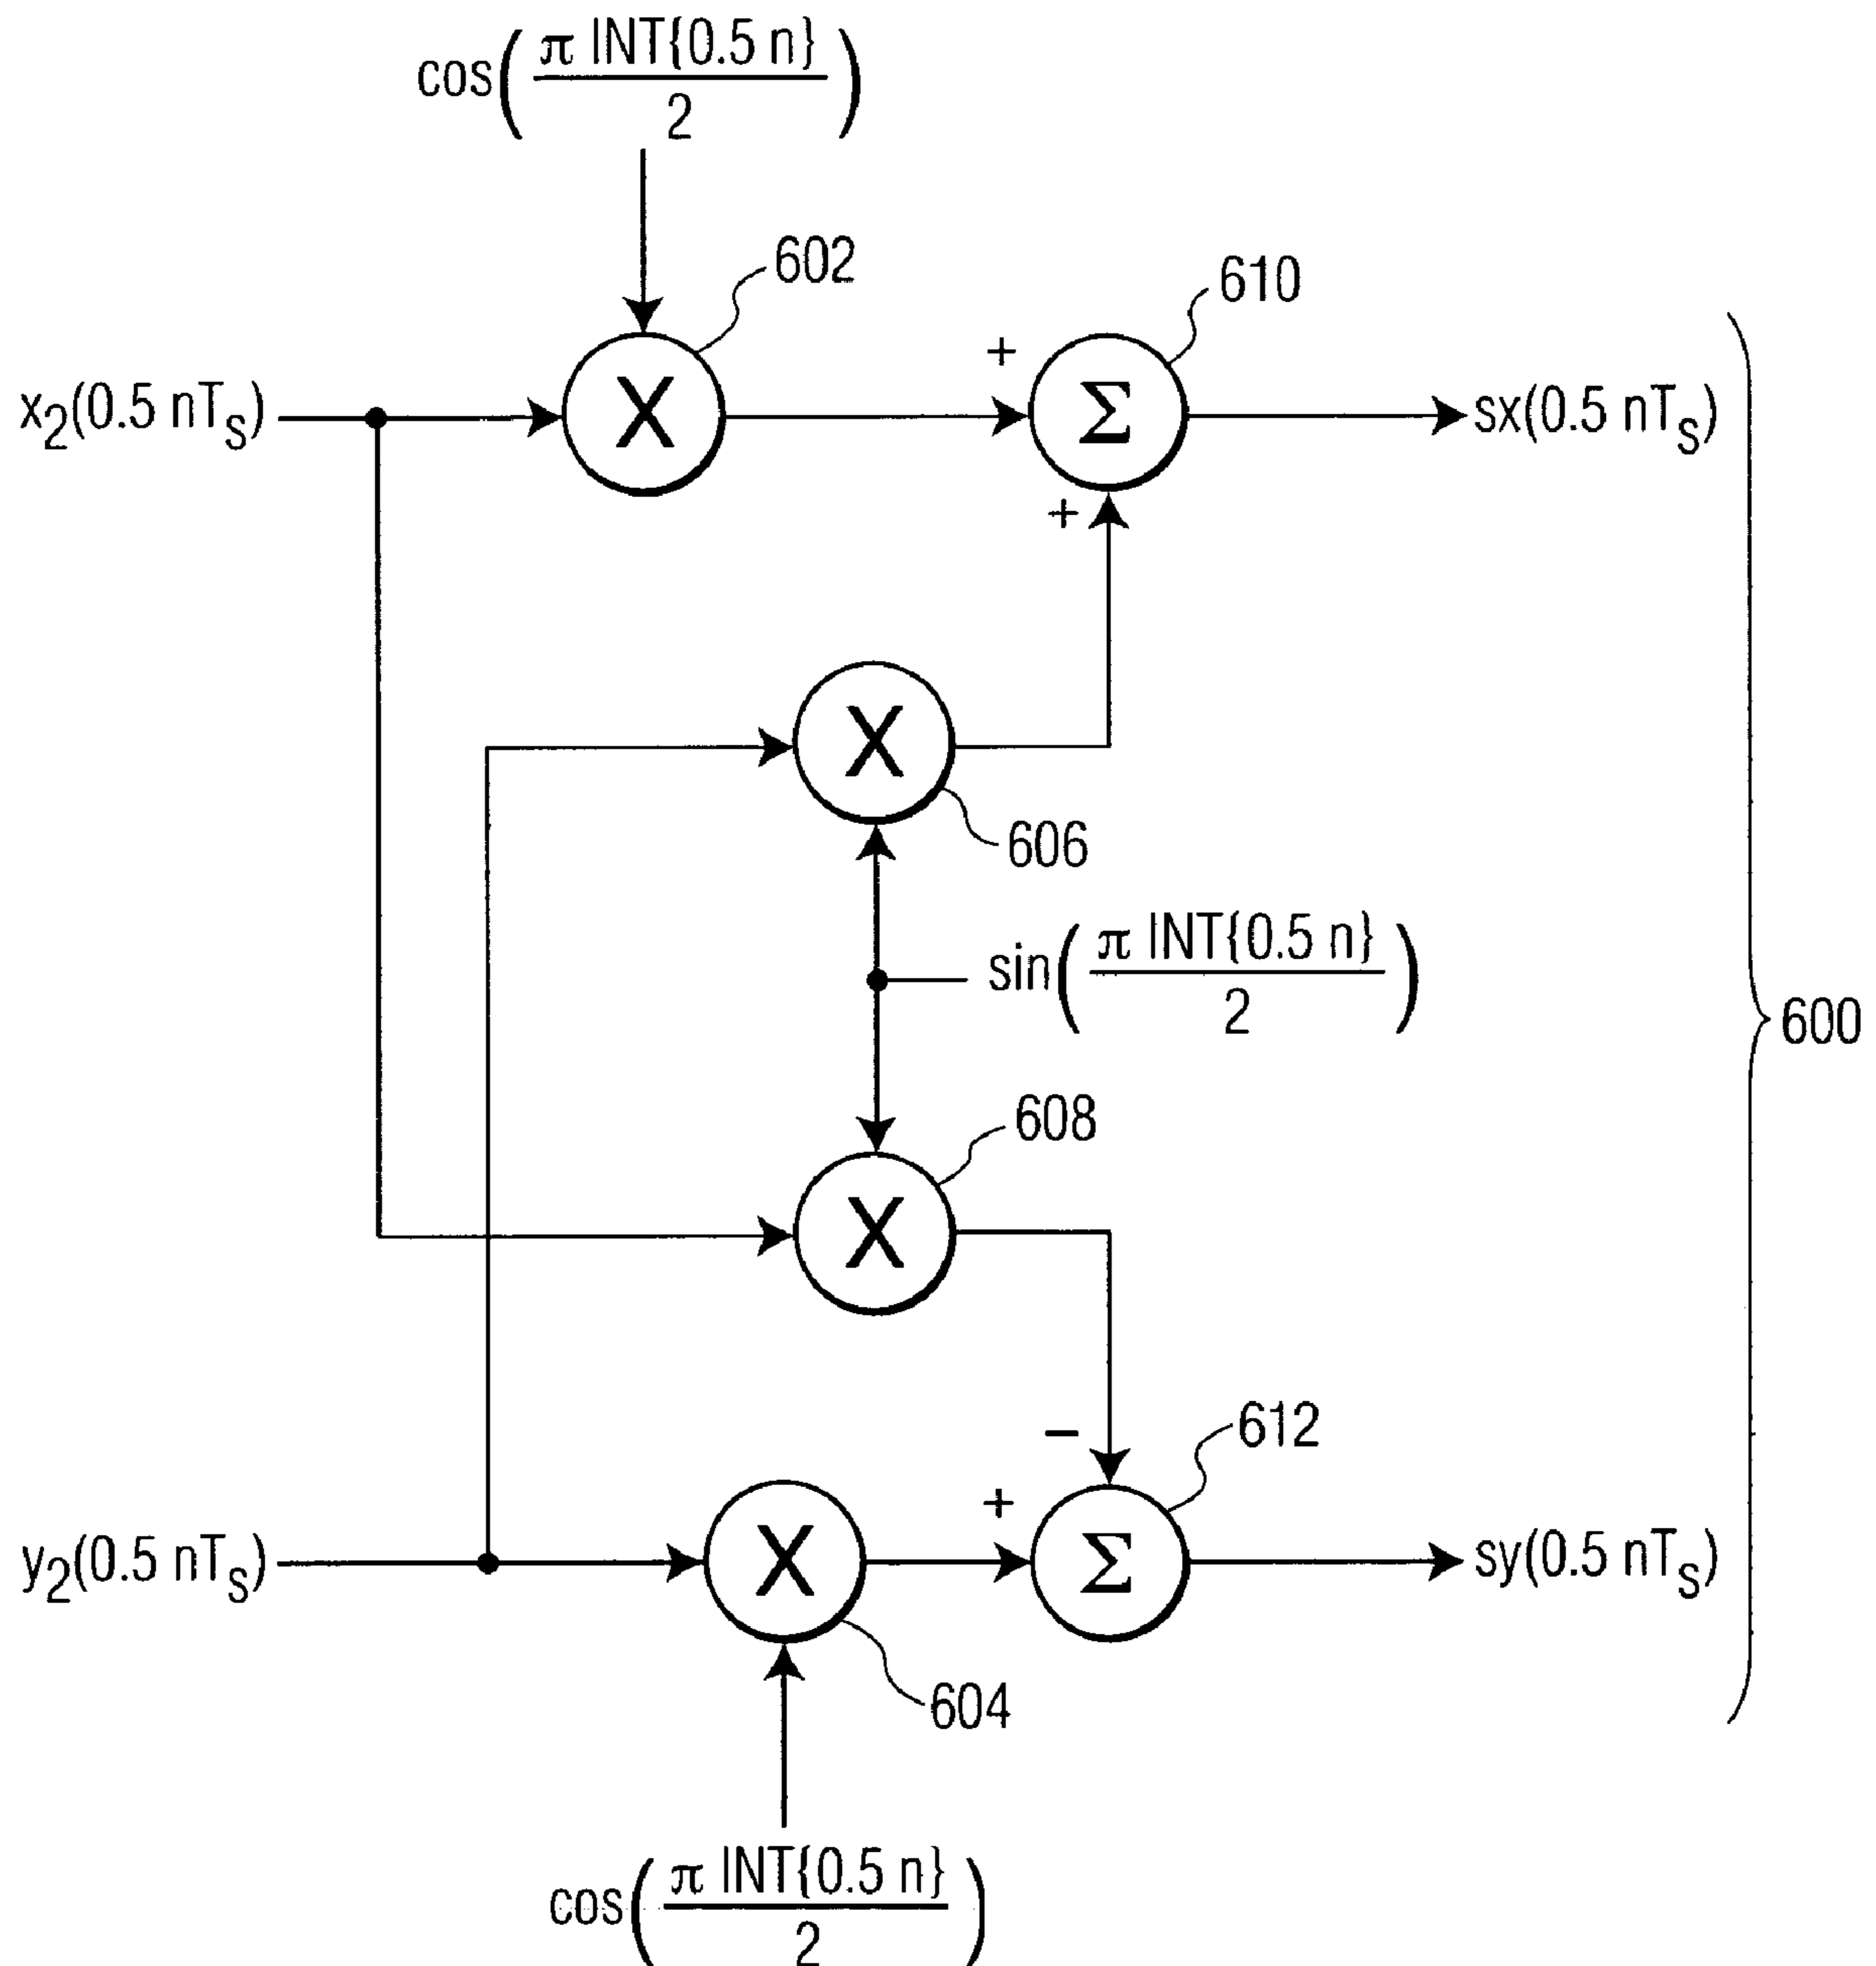 cos(π INT{0.5 n}/2)
602
610
+
x₂(0.5 nTₛ)
X
Σ
sx(0.5 nTₛ)
+
X
606
sin(π INT{0.5 n}/2)
600
608
X
−
612
+
y₂(0.5 nTₛ)
X
Σ
sy(0.5 nTₛ)
604
cos(π INT{0.5 n}/2)